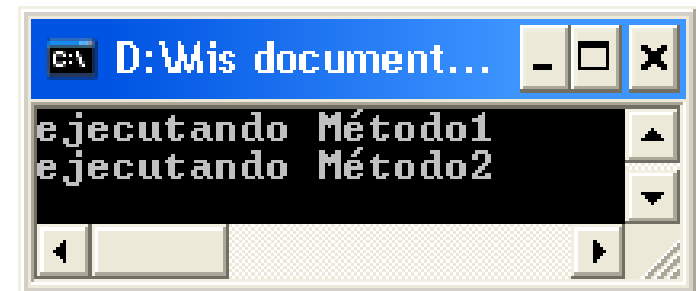 C:\
D:\Mis document...
ejecutando Método1
ejecutando Método2